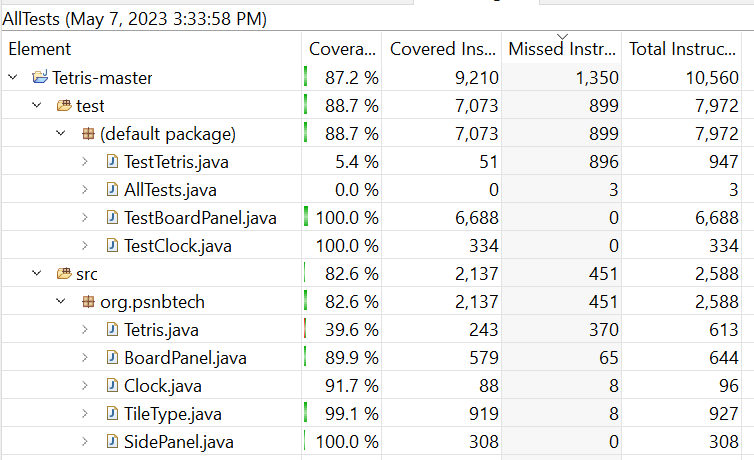 AllTests (May 7, 2023 3:33:58 PM)
Element Covera... Covered Ins... Missed Instr... Total Instruc...
Tetris-master 87.2 % 9,210 1,350 10,560
test 88.7 % 7,073 899 7,972
(default package) 88.7 % 7,073 899 7,972
TestTetris.java 5.4 % 51 896 947
AllTests.java 0.0 % 0 3 3
TestBoardPanel.java 100.0 % 6,688 0 6,688
TestClock.java 100.0 % 334 0 334
src 82.6 % 2,137 451 2,588
org.psnbtech 82.6 % 2,137 451 2,588
Tetris.java 39.6 % 243 370 613
BoardPanel.java 89.9 % 579 65 644
Clock.java 91.7 % 88 8 96
TileType.java 99.1 % 919 8 927
SidePanel.java 100.0 % 308 0 308